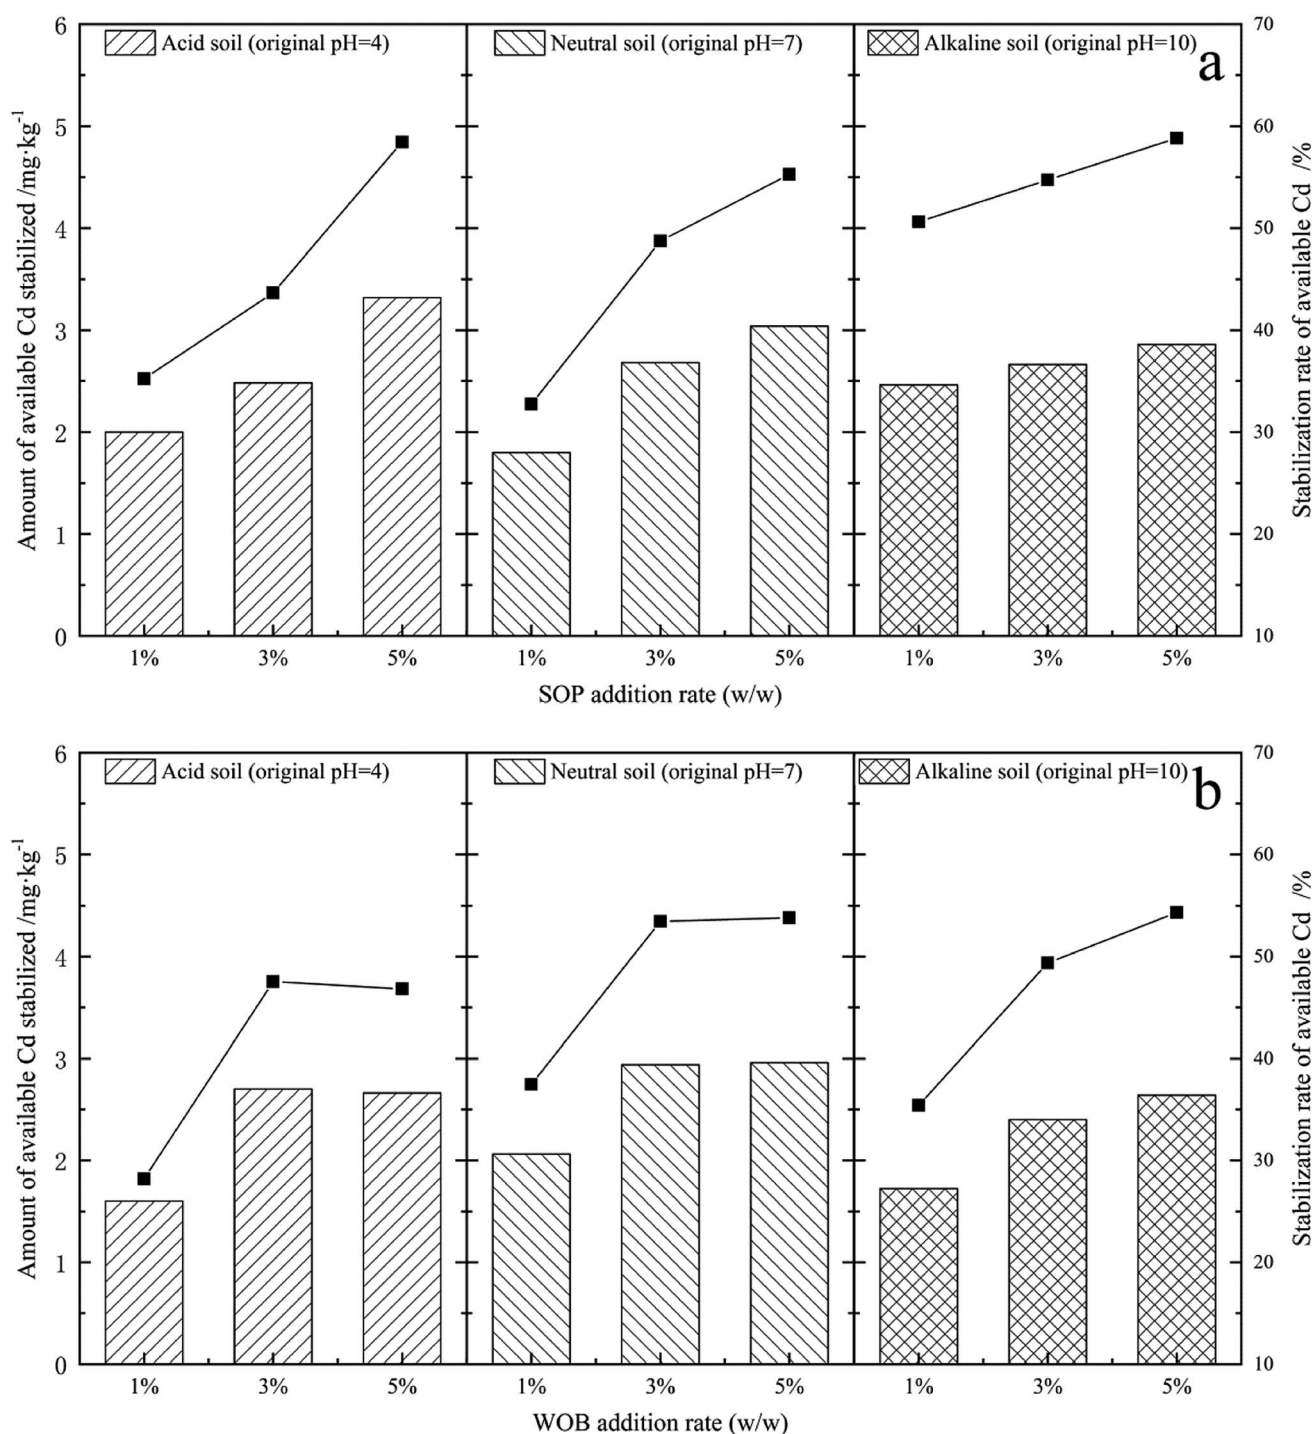 Amount of available Cd stabilized /mg·kg⁻¹
6
5
4
3
2
1
0
Acid soil (original pH=4)
Neutral soil (original pH=7)
Alkaline soil (original pH=10)
a
70
60
50
40
30
20
10
Stabilization rate of available Cd /%
1% 3% 5% 1% 3% 5% 1% 3% 5%
SOP addition rate (w/w)
Amount of available Cd stabilized /mg·kg⁻¹
6
5
4
3
2
1
0
Acid soil (original pH=4)
Neutral soil (original pH=7)
Alkaline soil (original pH=10)
b
70
60
50
40
30
20
10
Stabilization rate of available Cd /%
1% 3% 5% 1% 3% 5% 1% 3% 5%
WOB addition rate (w/w)